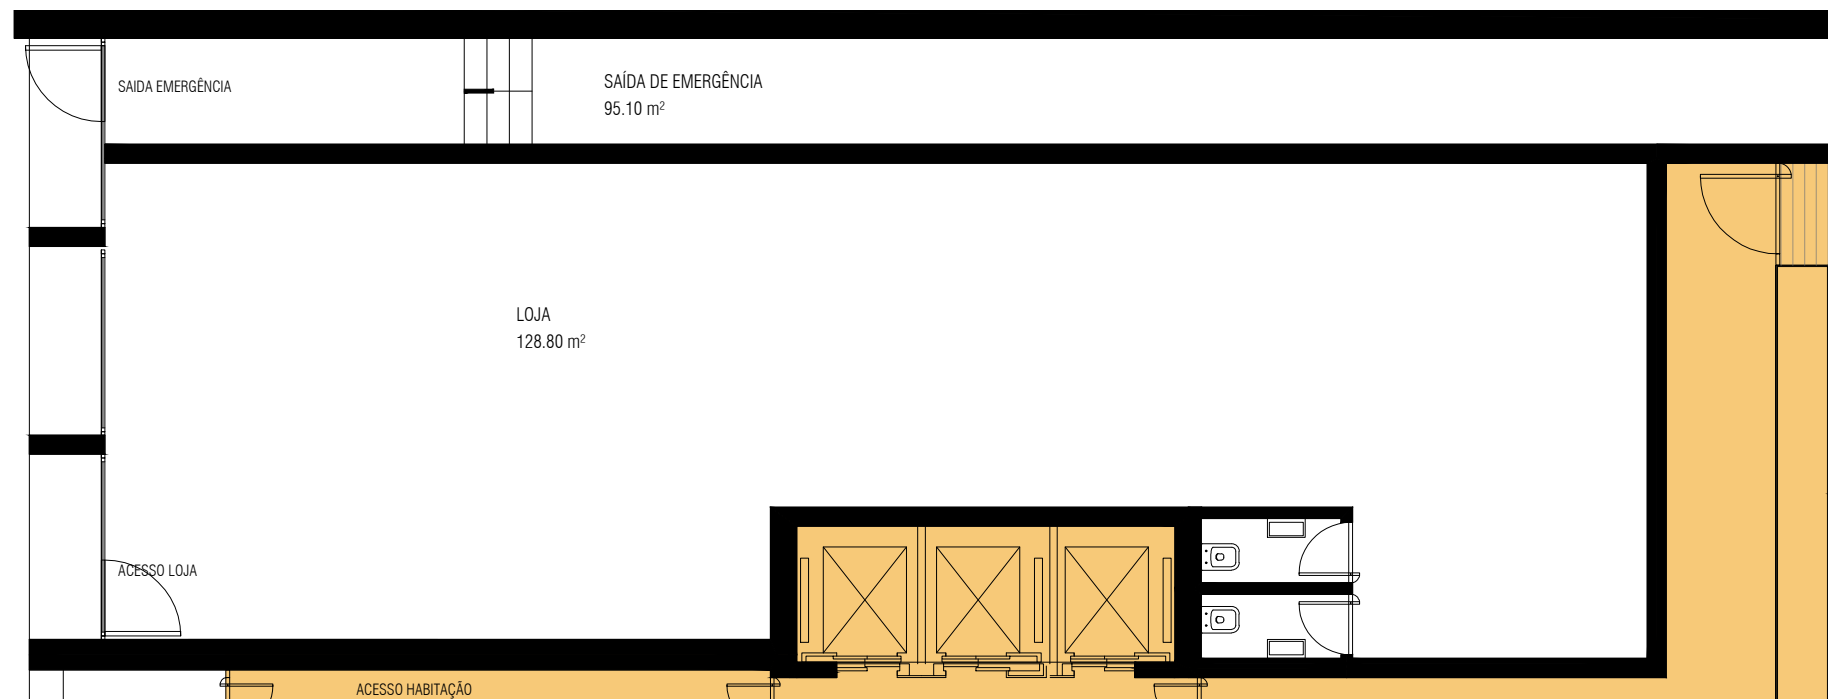 SAIDA EMERGÊNCIA
SAÍDA DE EMERGÊNCIA
95.10 m²
LOJA
128.80 m²
ACESSO LOJA
ACESSO HABITAÇÃO